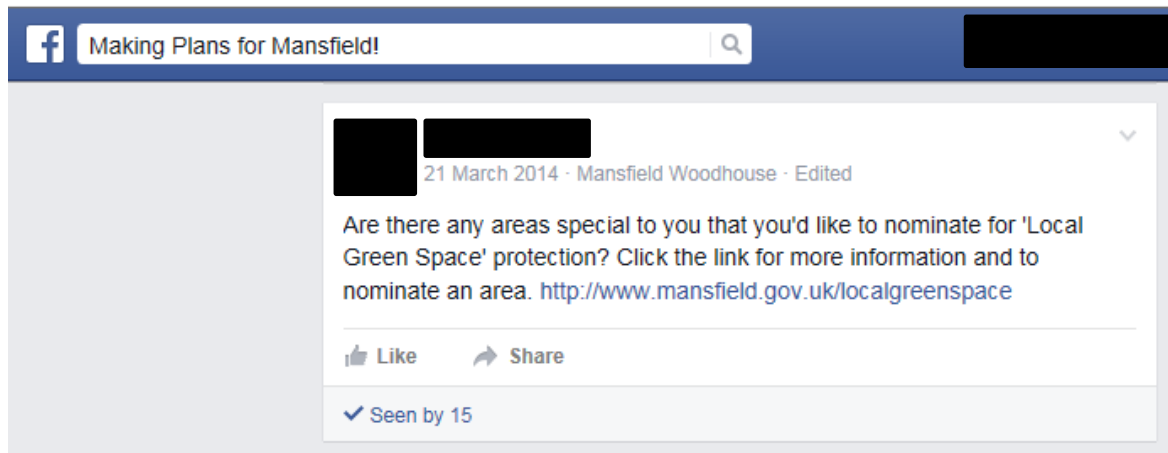 f Making Plans for Mansfield!
21 March 2014 · Mansfield Woodhouse · Edited
Are there any areas special to you that you'd like to nominate for 'Local
Green Space' protection? Click the link for more information and to
nominate an area. http://www.mansfield.gov.uk/localgreenspace
Like Share
Seen by 15